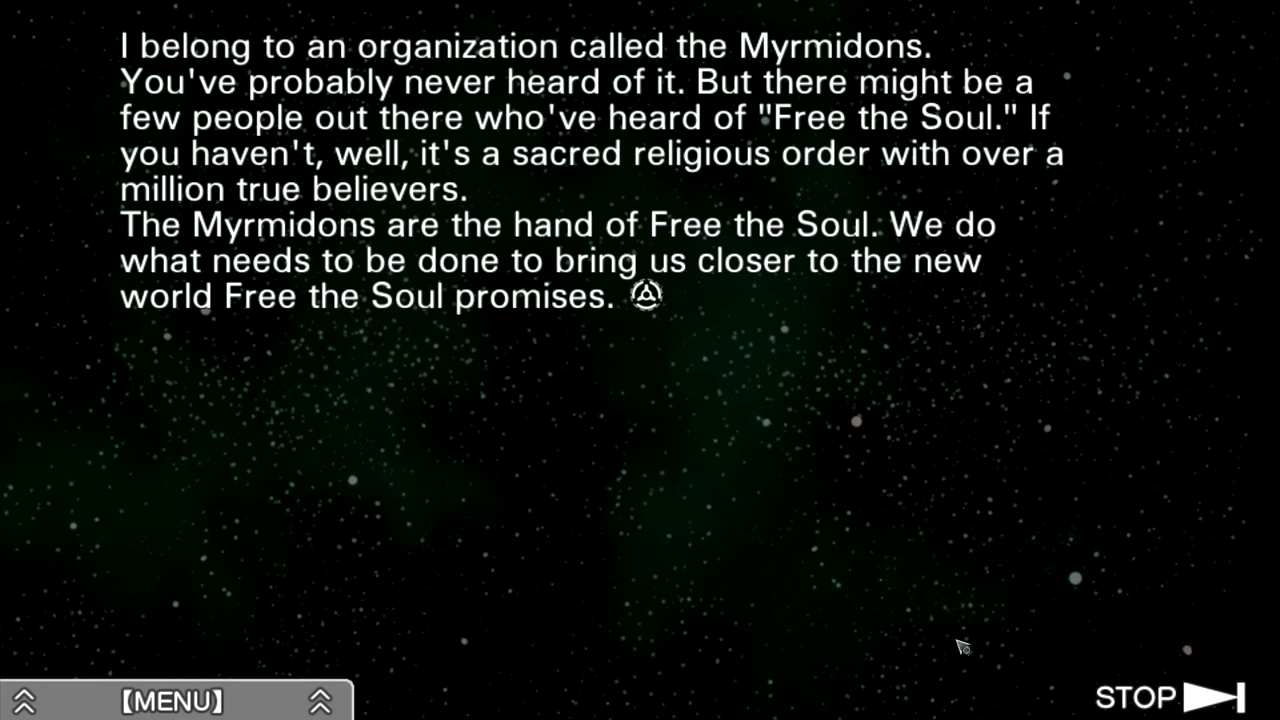 I belong to an organization called the Myrmidons.
You've probably never heard of it. But there might be a
few people out there who've heard of "Free the Soul." If
you haven't, well, it's a sacred religious order with over a
million true believers.
The Myrmidons are the hand of Free the Soul. We do
what needs to be done to bring us closer to the new
world Free the Soul promises.
【MENU】
STOP